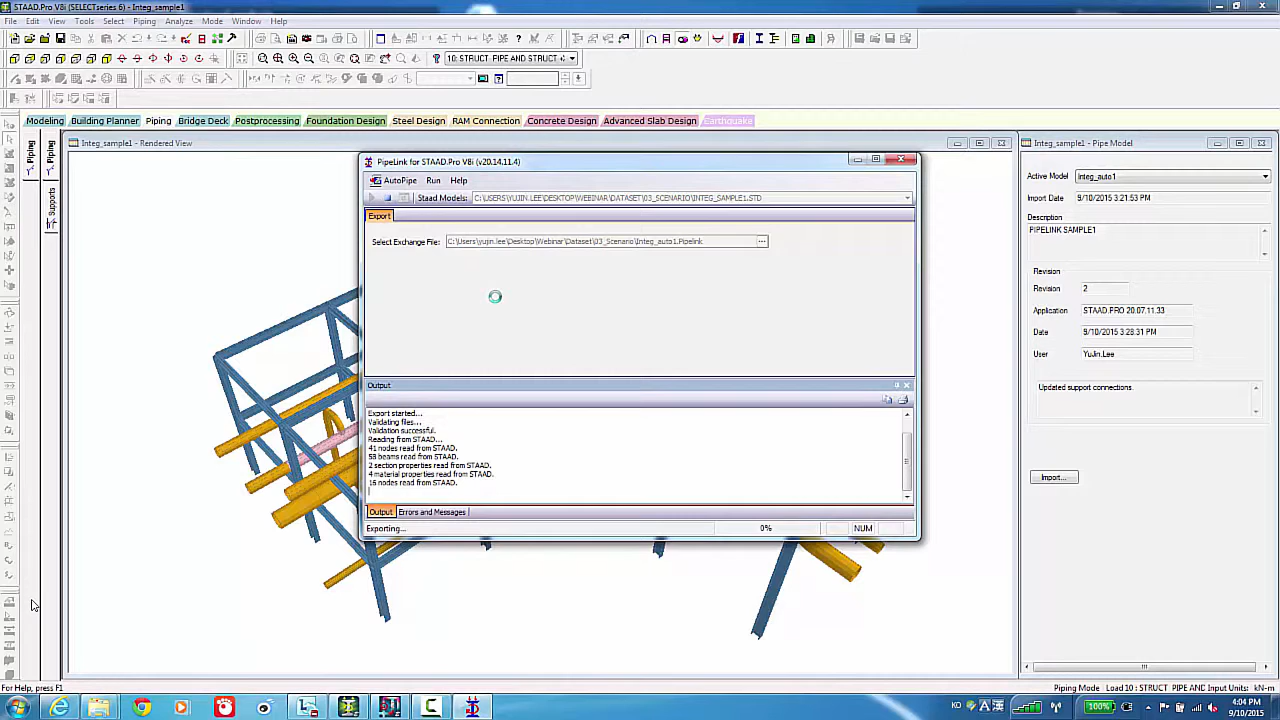 STAAD.Pro V8i (SELECTseries 6) - Integ_sample1
File Edit View Tools Select Piping Analyze Mode Window Help
10: STRUCT PIPE AND STRUCT
Modeling Building Planner Piping Bridge Deck Postprocessing Foundation Design Steel Design RAM Connection Concrete Design Advanced Slab Design Earthquake
Piping
Piping
Supports
Integ_sample1 - Rendered View
PipeLink for STAAD.Pro V8i (v20.14.11.4)
AutoPipe Run Help
Staad Models: C:\USERS\YUJIN.LEE\DESKTOP\WEBINAR\DATASET\03_SCENARIO\INTEG_SAMPLE1.STD
Export
Select Exchange File: C:\Users\yujin.lee\Desktop\Webinar\Dataset\03_Scenario\Integ_auto1.Pipelink
...
Output
Export started...
Validating files...
Validation successful.
Reading from STAAD...
41 nodes read from STAAD.
58 beams read from STAAD.
2 section properties read from STAAD.
4 material properties read from STAAD.
16 nodes read from STAAD.
Output Errors and Messages
Exporting... 0% NUM
Integ_sample1 - Pipe Model
Active Model Integ_auto1
Import Date 9/10/2015 3:21:53 PM
Description
PIPELINK SAMPLE1
Revision
Revision 2
Application STAAD.PRO 20.07.11.33
Date 9/10/2015 3:28:31 PM
User YuJin.Lee
Updated support connections
Import...
For Help, press F1
Piping Mode Load 10 : STRUCT PIPE AND Input Units: kN-m
KO
100%
4:04 PM
9/10/2015